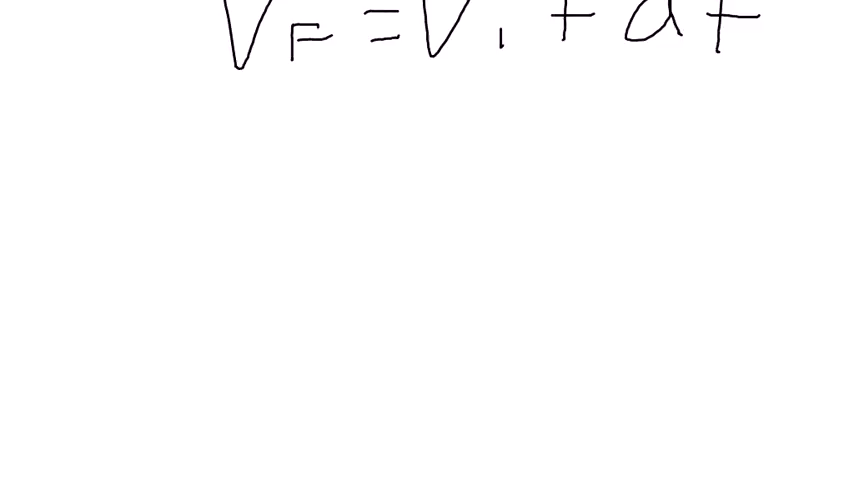 VF = Vi + at